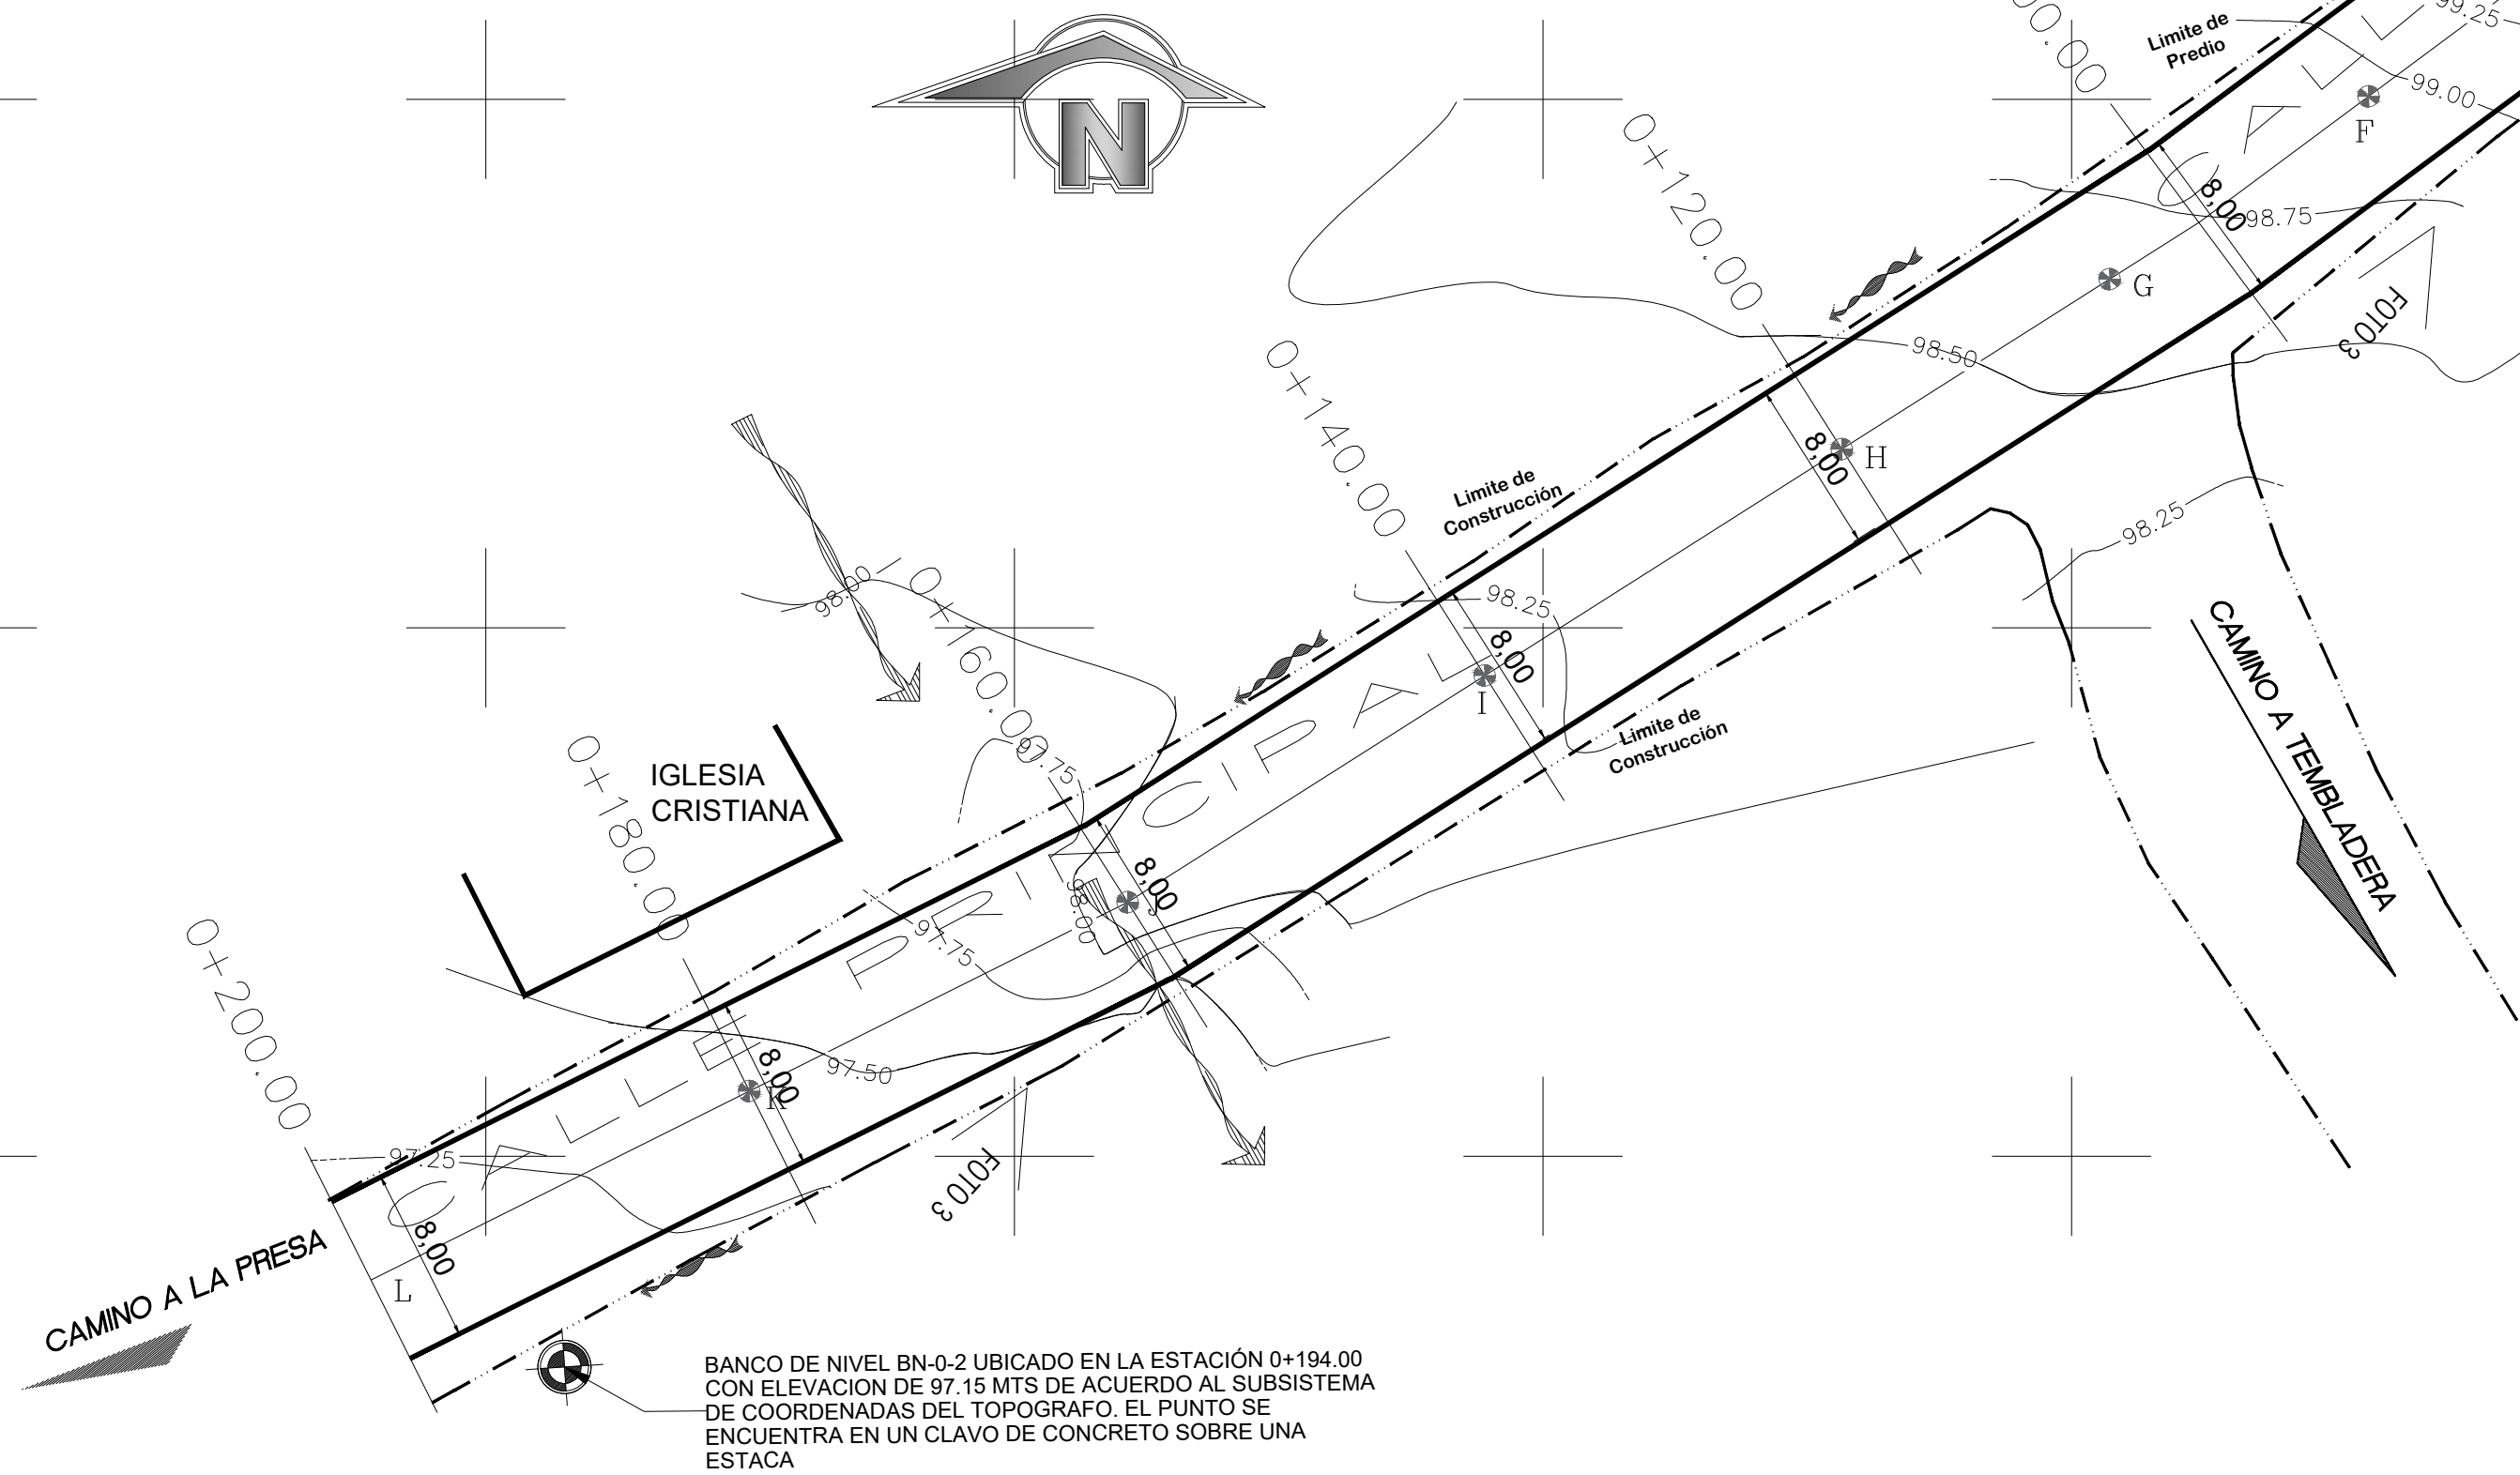 N
Limite de
Predio
99.25
99.00
F
8,00
98.75
G
FOTO 3
0+120.00
98.50
8,00
H
0+140.00
Limite de
Construcción
98.25
98.25
8,00
I
Limite de
Construcción
CAMINO A TEMBLADERA
98.00
0+160.00
97.75
8,00
J
98.00
IGLESIA
CRISTIANA
0+180.00
97.75
CALLE PRINCIPAL
CALL
8,00
K
97.50
FOTO 3
0+200.00
97.25
8,00
L
CAMINO A LA PRESA
BANCO DE NIVEL BN-0-2 UBICADO EN LA ESTACIÓN 0+194.00
CON ELEVACION DE 97.15 MTS DE ACUERDO AL SUBSISTEMA
DE COORDENADAS DEL TOPOGRAFO. EL PUNTO SE
ENCUENTRA EN UN CLAVO DE CONCRETO SOBRE UNA
ESTACA